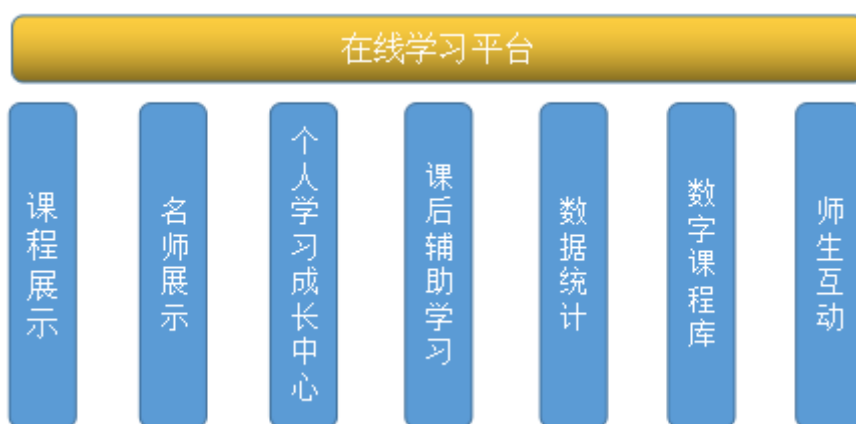 在线学习平台
课程展示
名师展示
个人学习成长中心
课后辅助学习
数据统计
数字课程库
师生互动